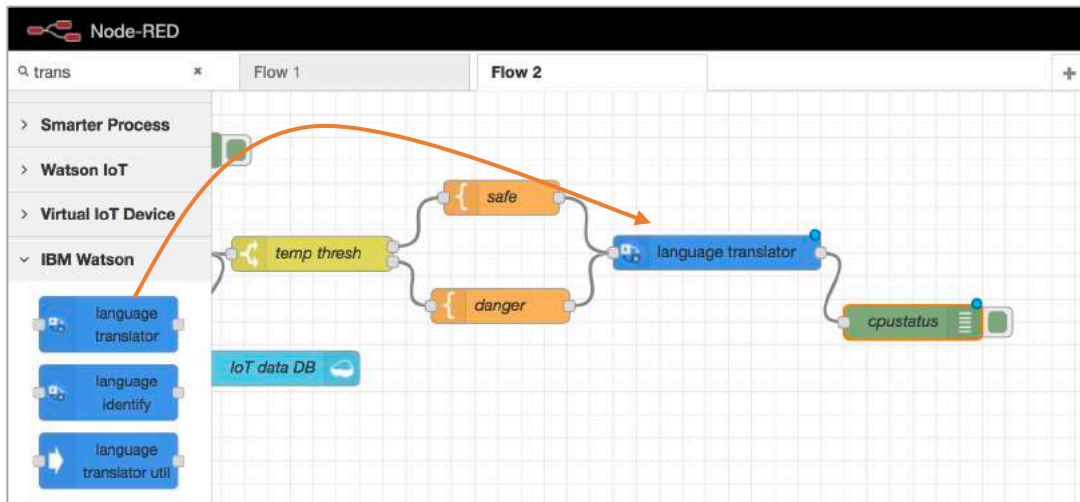 Node-RED
trans
Flow 1
Flow 2
Smarter Process
Watson IoT
Virtual IoT Device
IBM Watson
language
translator
language
identify
language
translator util
safe
temp thresh
language translator
danger
cpustatus
IoT data DB